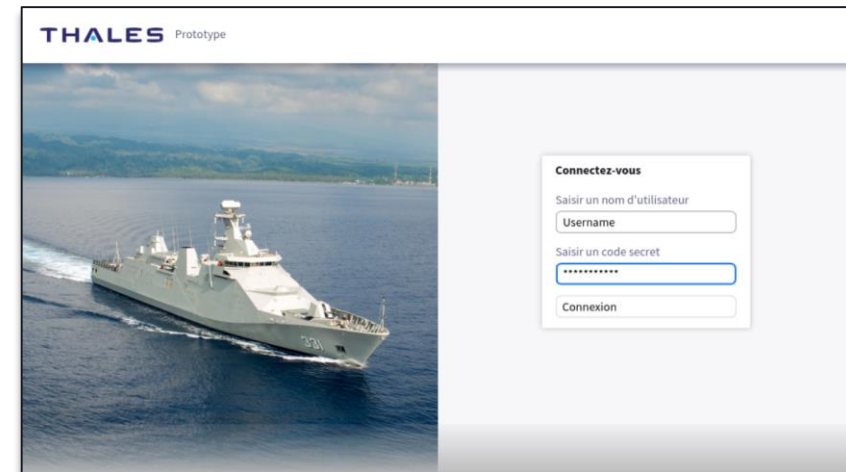 THALES Prototype
Connectez-vous
Saisir un nom d'utilisateur
Username
Saisir un code secret
•••••••••••
Connexion
331